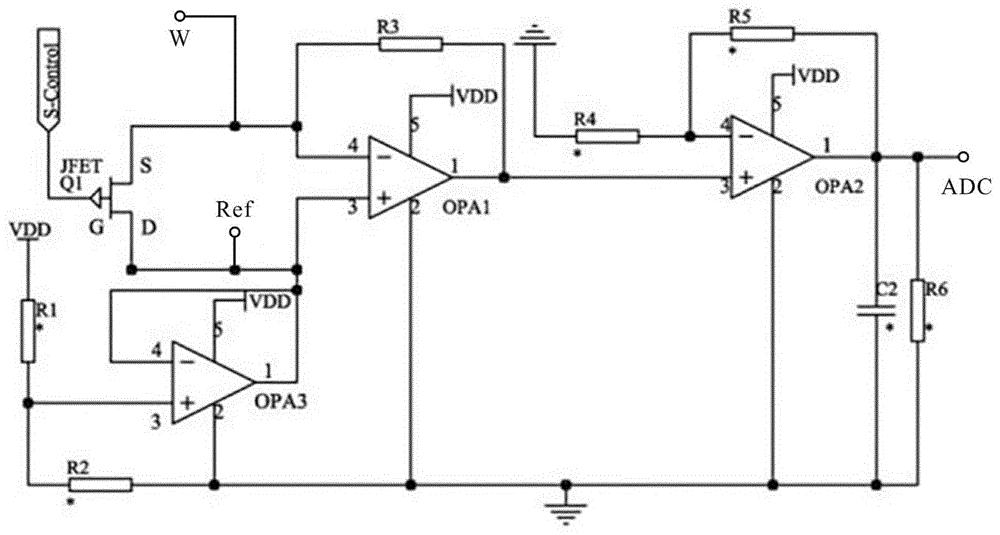 W
R3
R5
S-Control
VDD
VDD
5
5
R4
*
*
4
4
1
1
JFET
Q1
S
3
2
OPA1
3
2
OPA2
ADC
G
D
Ref
VDD
VDD
R1
*
5
C2
*
R6
*
4
1
3
2
OPA3
R2
*